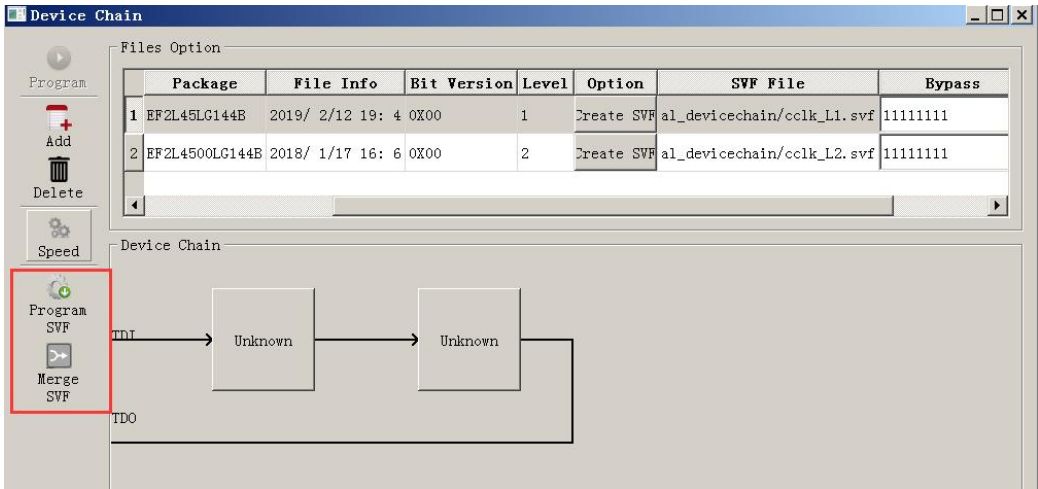 Device Chain
Program
Add
Delete
Speed
Program
SVF
Merge
SVF
Files Option
Package File Info Bit Version Level Option SVF File Bypass
1 EF2L45LG144B 2019/ 2/12 19: 4 0X00 1 Create SVF al_devicechain/cclk_L1.svf 11111111
2 EF2L4500LG144B 2018/ 1/17 16: 6 0X00 2 Create SVF al_devicechain/cclk_L2.svf 11111111
Device Chain
TDI
Unknown Unknown
TDO